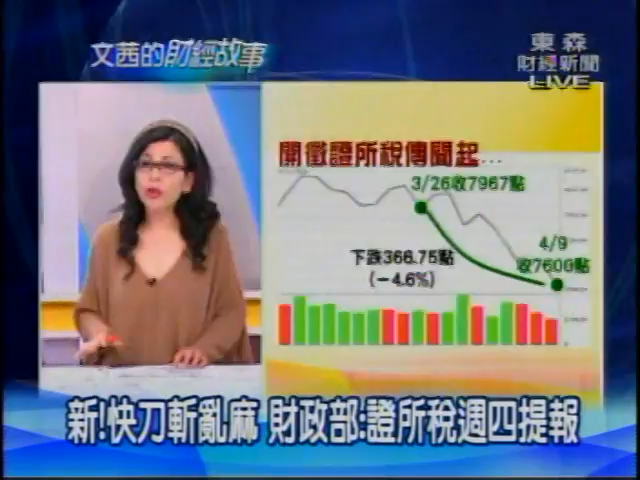 文茜的財經故事
東森
財經新聞
LIVE
開徵證所稅傳聞起...
3/26收7967點
4/9
收7600點
下跌366.75點
(-4.6%)
新!快刀斬亂麻 財政部:證所稅週四提報